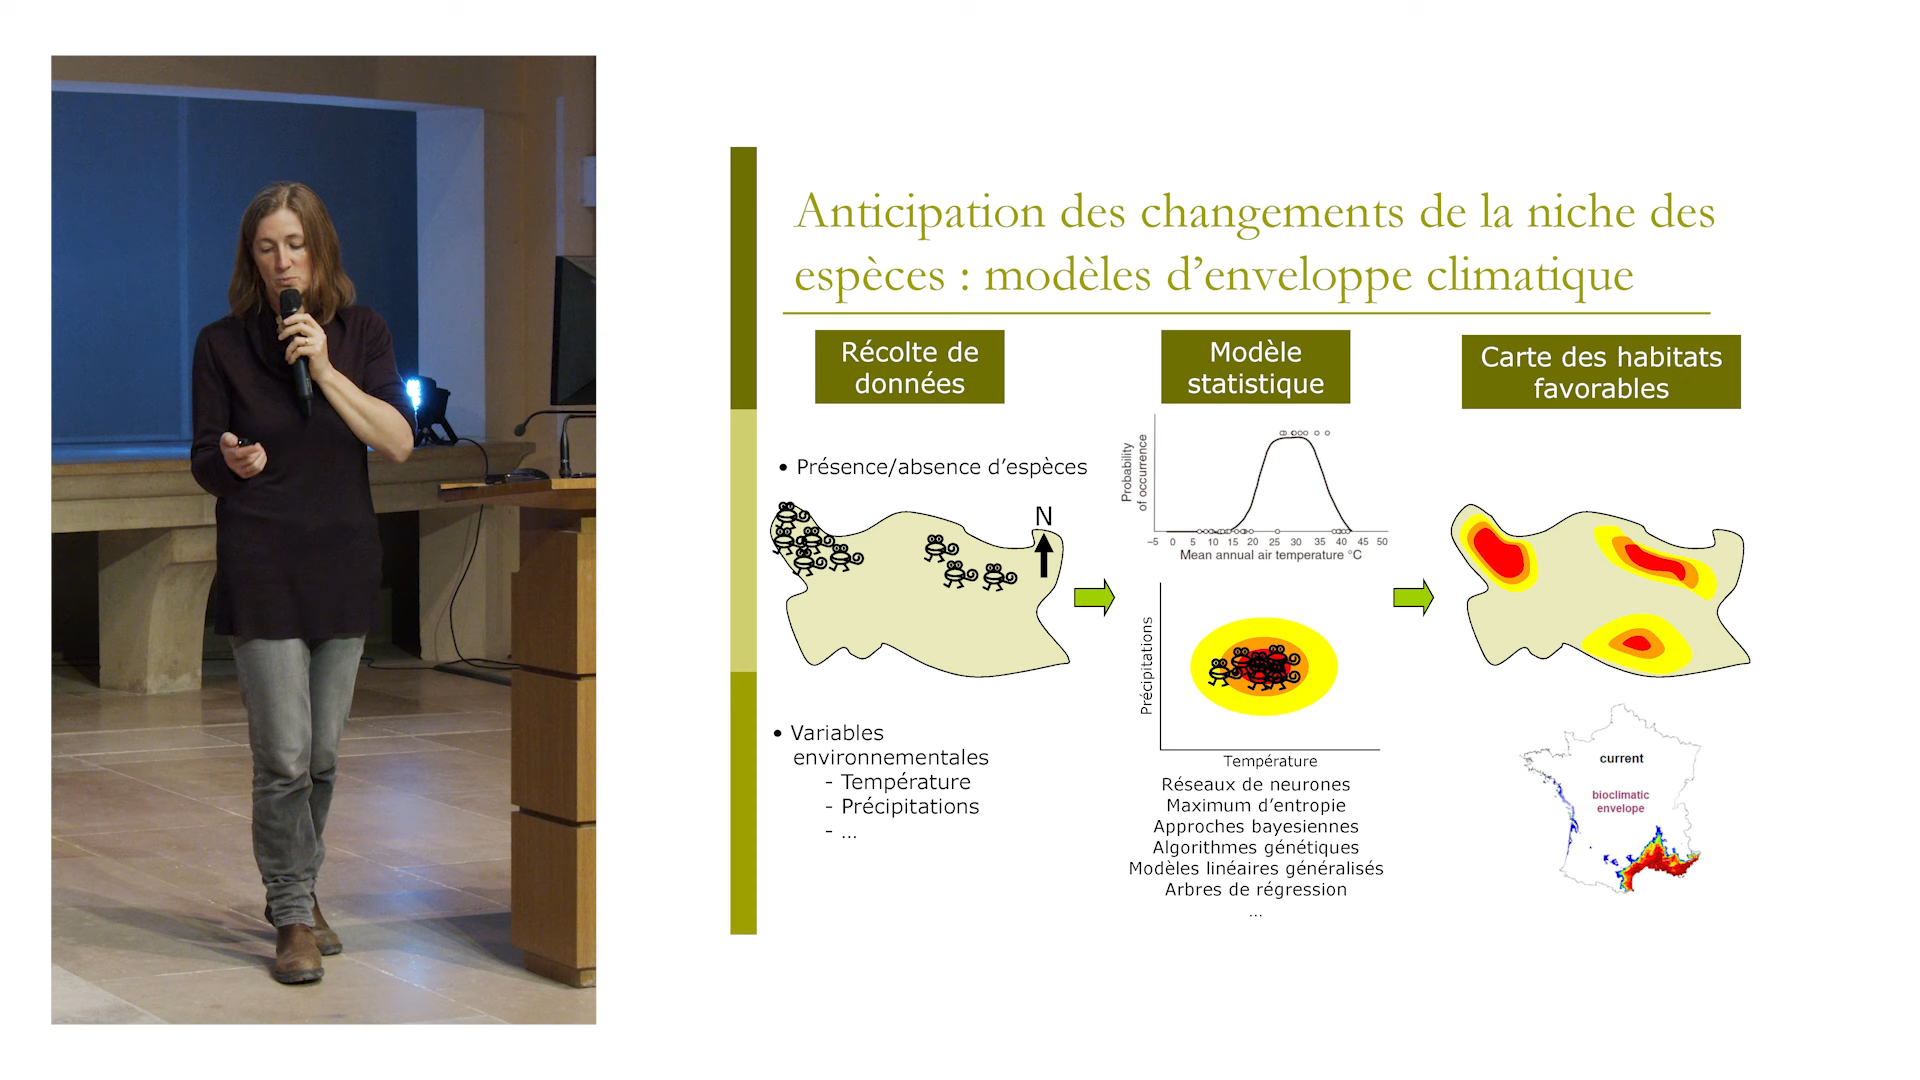 Anticipation des changements de la niche des
espèces : modèles d’enveloppe climatique
Récolte de
données
• Présence/absence d’espèces
N
• Variables
environnementales
- Température
- Précipitations
- ...
Modèle
statistique
Probability
of occurrence
-5 0 5 10 15 20 25 30 35 40 45 50
Mean annual air temperature °C
Précipitations
Température
Réseaux de neurones
Maximum d’entropie
Approches bayesiennes
Algorithmes génétiques
Modèles linéaires généralisés
Arbres de régression
...
Carte des habitats
favorables
current
bioclimatic
envelope